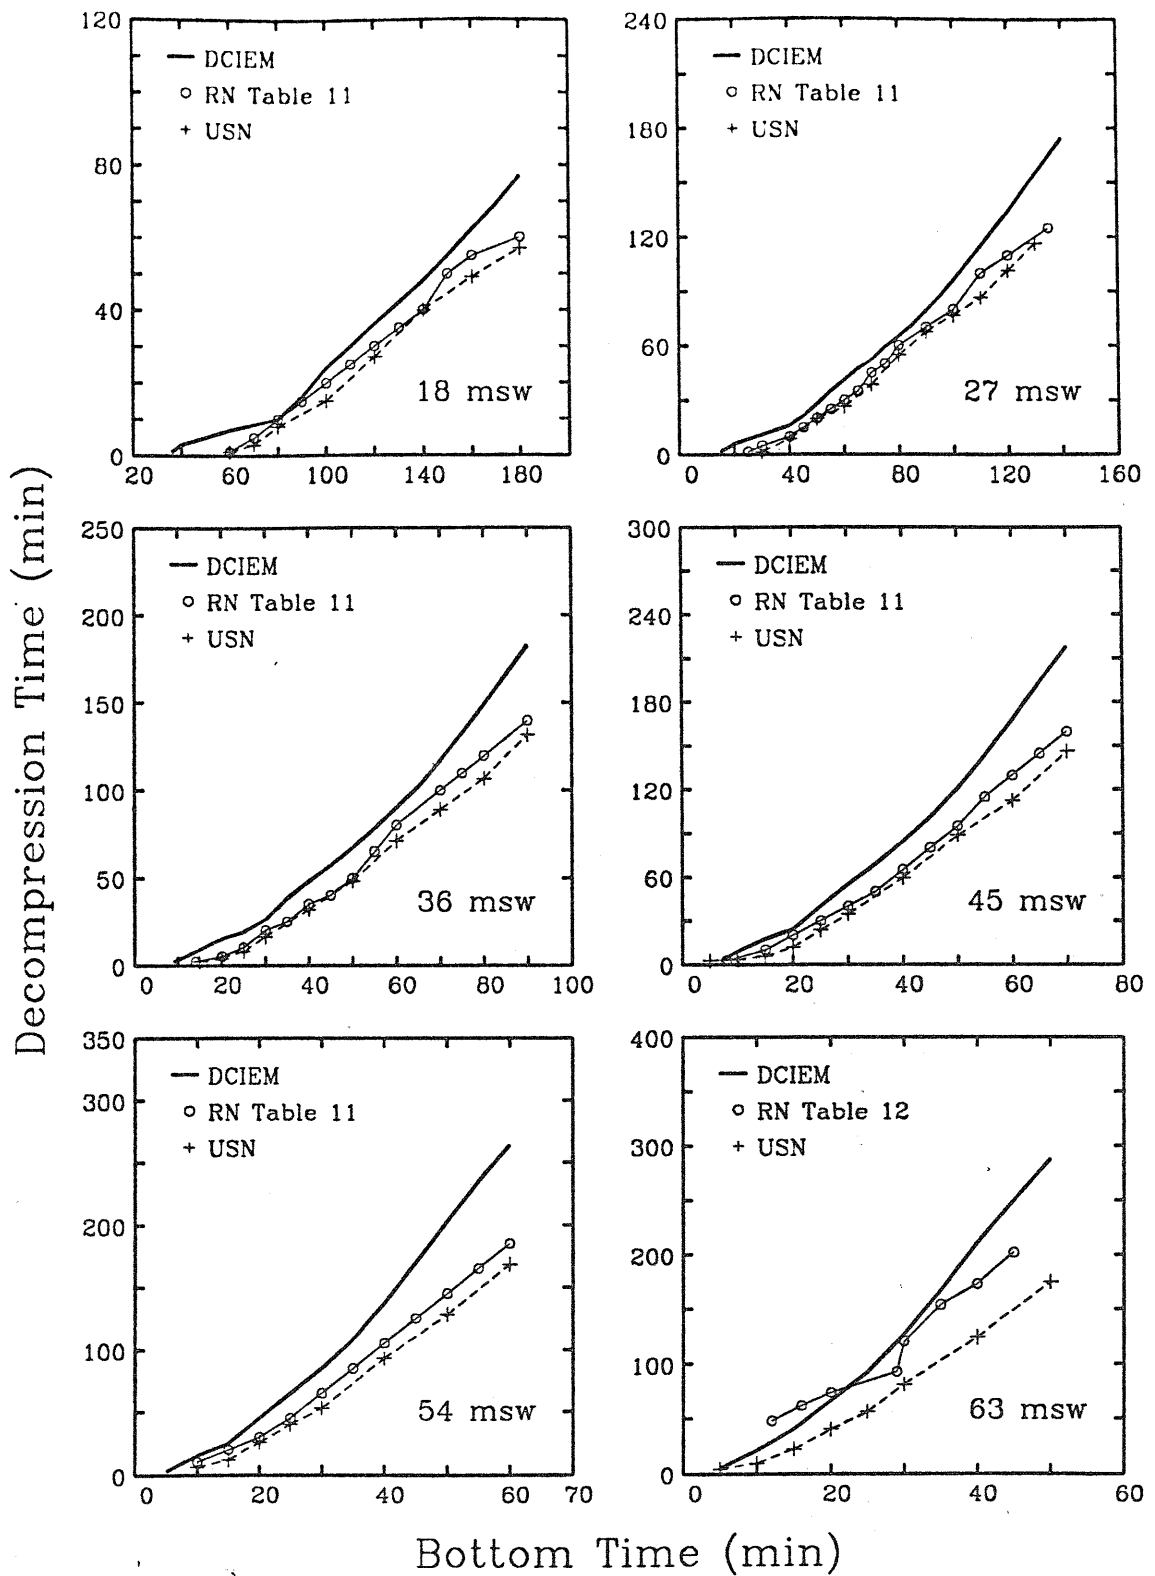 Decompression Time (min)
120
80
40
0
20
60
100
140
180
DCIEM
RN Table 11
USN
18 msw
240
180
120
60
0
0
40
80
120
160
DCIEM
RN Table 11
USN
27 msw
250
200
150
100
50
0
0
20
40
60
80
100
DCIEM
RN Table 11
USN
36 msw
300
240
180
120
60
0
0
20
40
60
80
DCIEM
RN Table 11
USN
45 msw
350
300
200
100
0
0
20
40
60
70
DCIEM
RN Table 11
USN
54 msw
400
300
200
100
0
0
20
40
60
DCIEM
RN Table 12
USN
63 msw
Bottom Time (min)